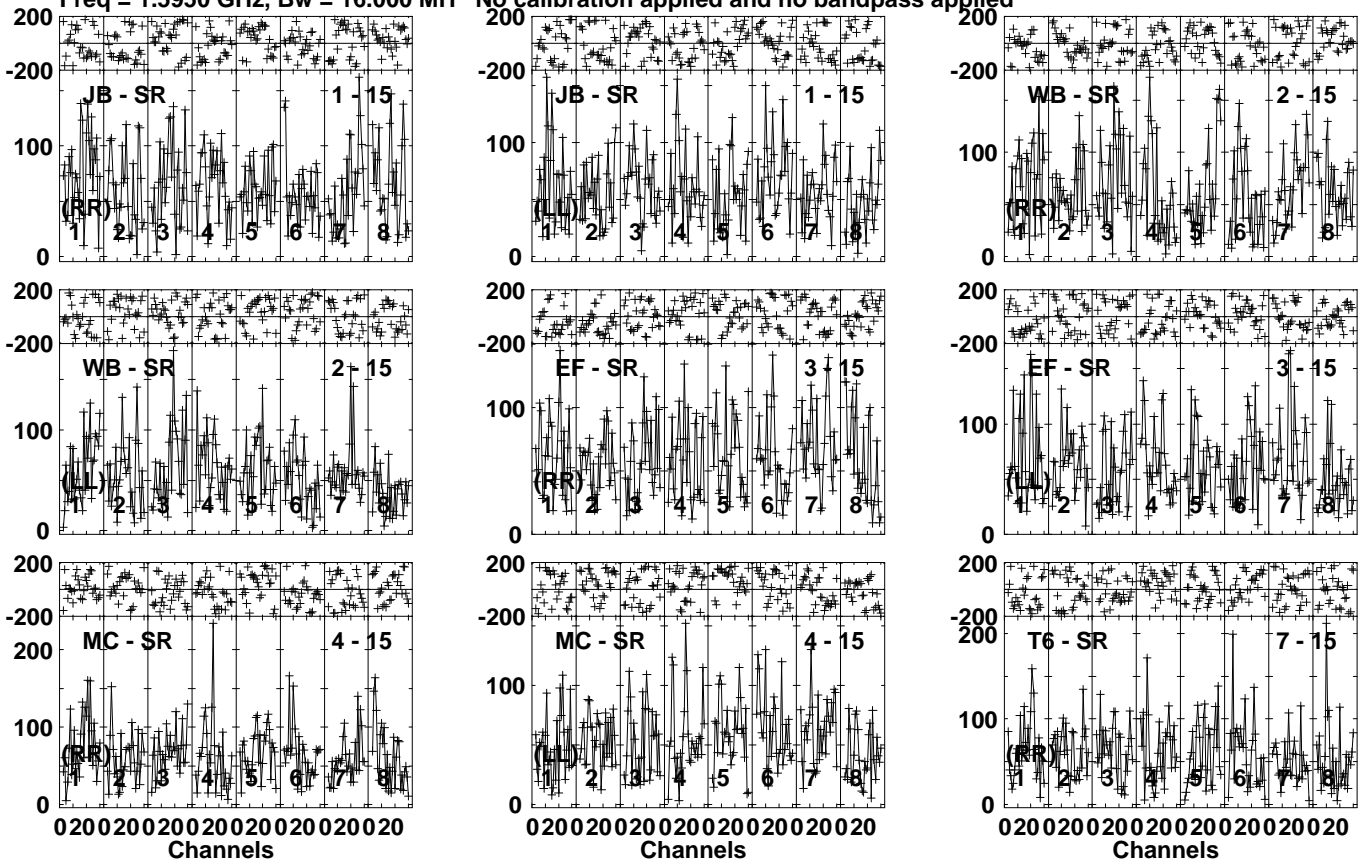 Freq = 1.5950 GHz, Bw = 16.000 MH No calibration applied and no bandpass applied
200
-200
JB - SR 1 - 15
100
(RR)
1 2 3 4 5 6 7 8
0
200
-200
JB - SR 1 - 15
100
(LL)
1 2 3 4 5 6 7 8
0
200
-200
WB - SR 2 - 15
100
(RR)
1 2 3 4 5 6 7 8
0
200
-200
WB - SR 2 - 15
100
(LL)
1 2 3 4 5 6 7 8
0
200
-200
EF - SR 3 - 15
100
(RR)
1 2 3 4 5 6 7 8
0
200
-200
EF - SR 3 - 15
100
(LL)
1 2 3 4 5 6 7 8
0
200
-200
MC - SR 4 - 15
200
100
(RR)
1 2 3 4 5 6 7 8
0
0 20 0 20 0 20 0 20 0 20 0 20 0 20 0 20
Channels
200
-200
MC - SR 4 - 15
100
(LL)
1 2 3 4 5 6 7 8
0
0 20 0 20 0 20 0 20 0 20 0 20 0 20 0 20
Channels
200
-200
200
T6 - SR 7 - 15
100
(RR)
1 2 3 4 5 6 7 8
0
0 20 0 20 0 20 0 20 0 20 0 20 0 20 0 20
Channels